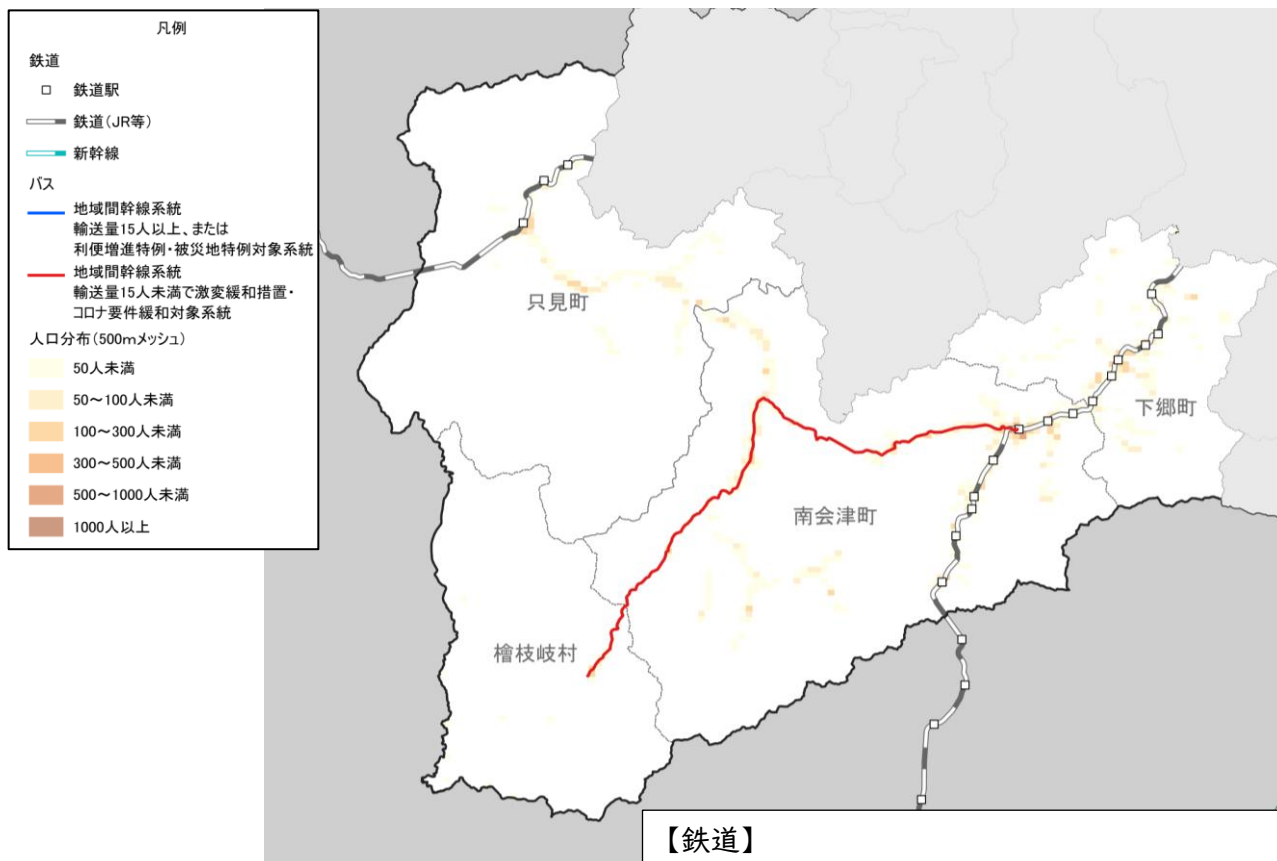 凡例
鉄道
鉄道駅
鉄道(JR等)
新幹線
バス
地域間幹線系統
輸送量15人以上、または
利便増進特例・被災地特例対象系統
地域間幹線系統
輸送量15人未満で激変緩和措置・
コロナ要件緩和対象系統
人口分布(500mメッシュ)
50人未満
50～100人未満
100～300人未満
300～500人未満
500～1000人未満
1000人以上
只見町
下郷町
南会津町
檜枝岐村
【鉄道】